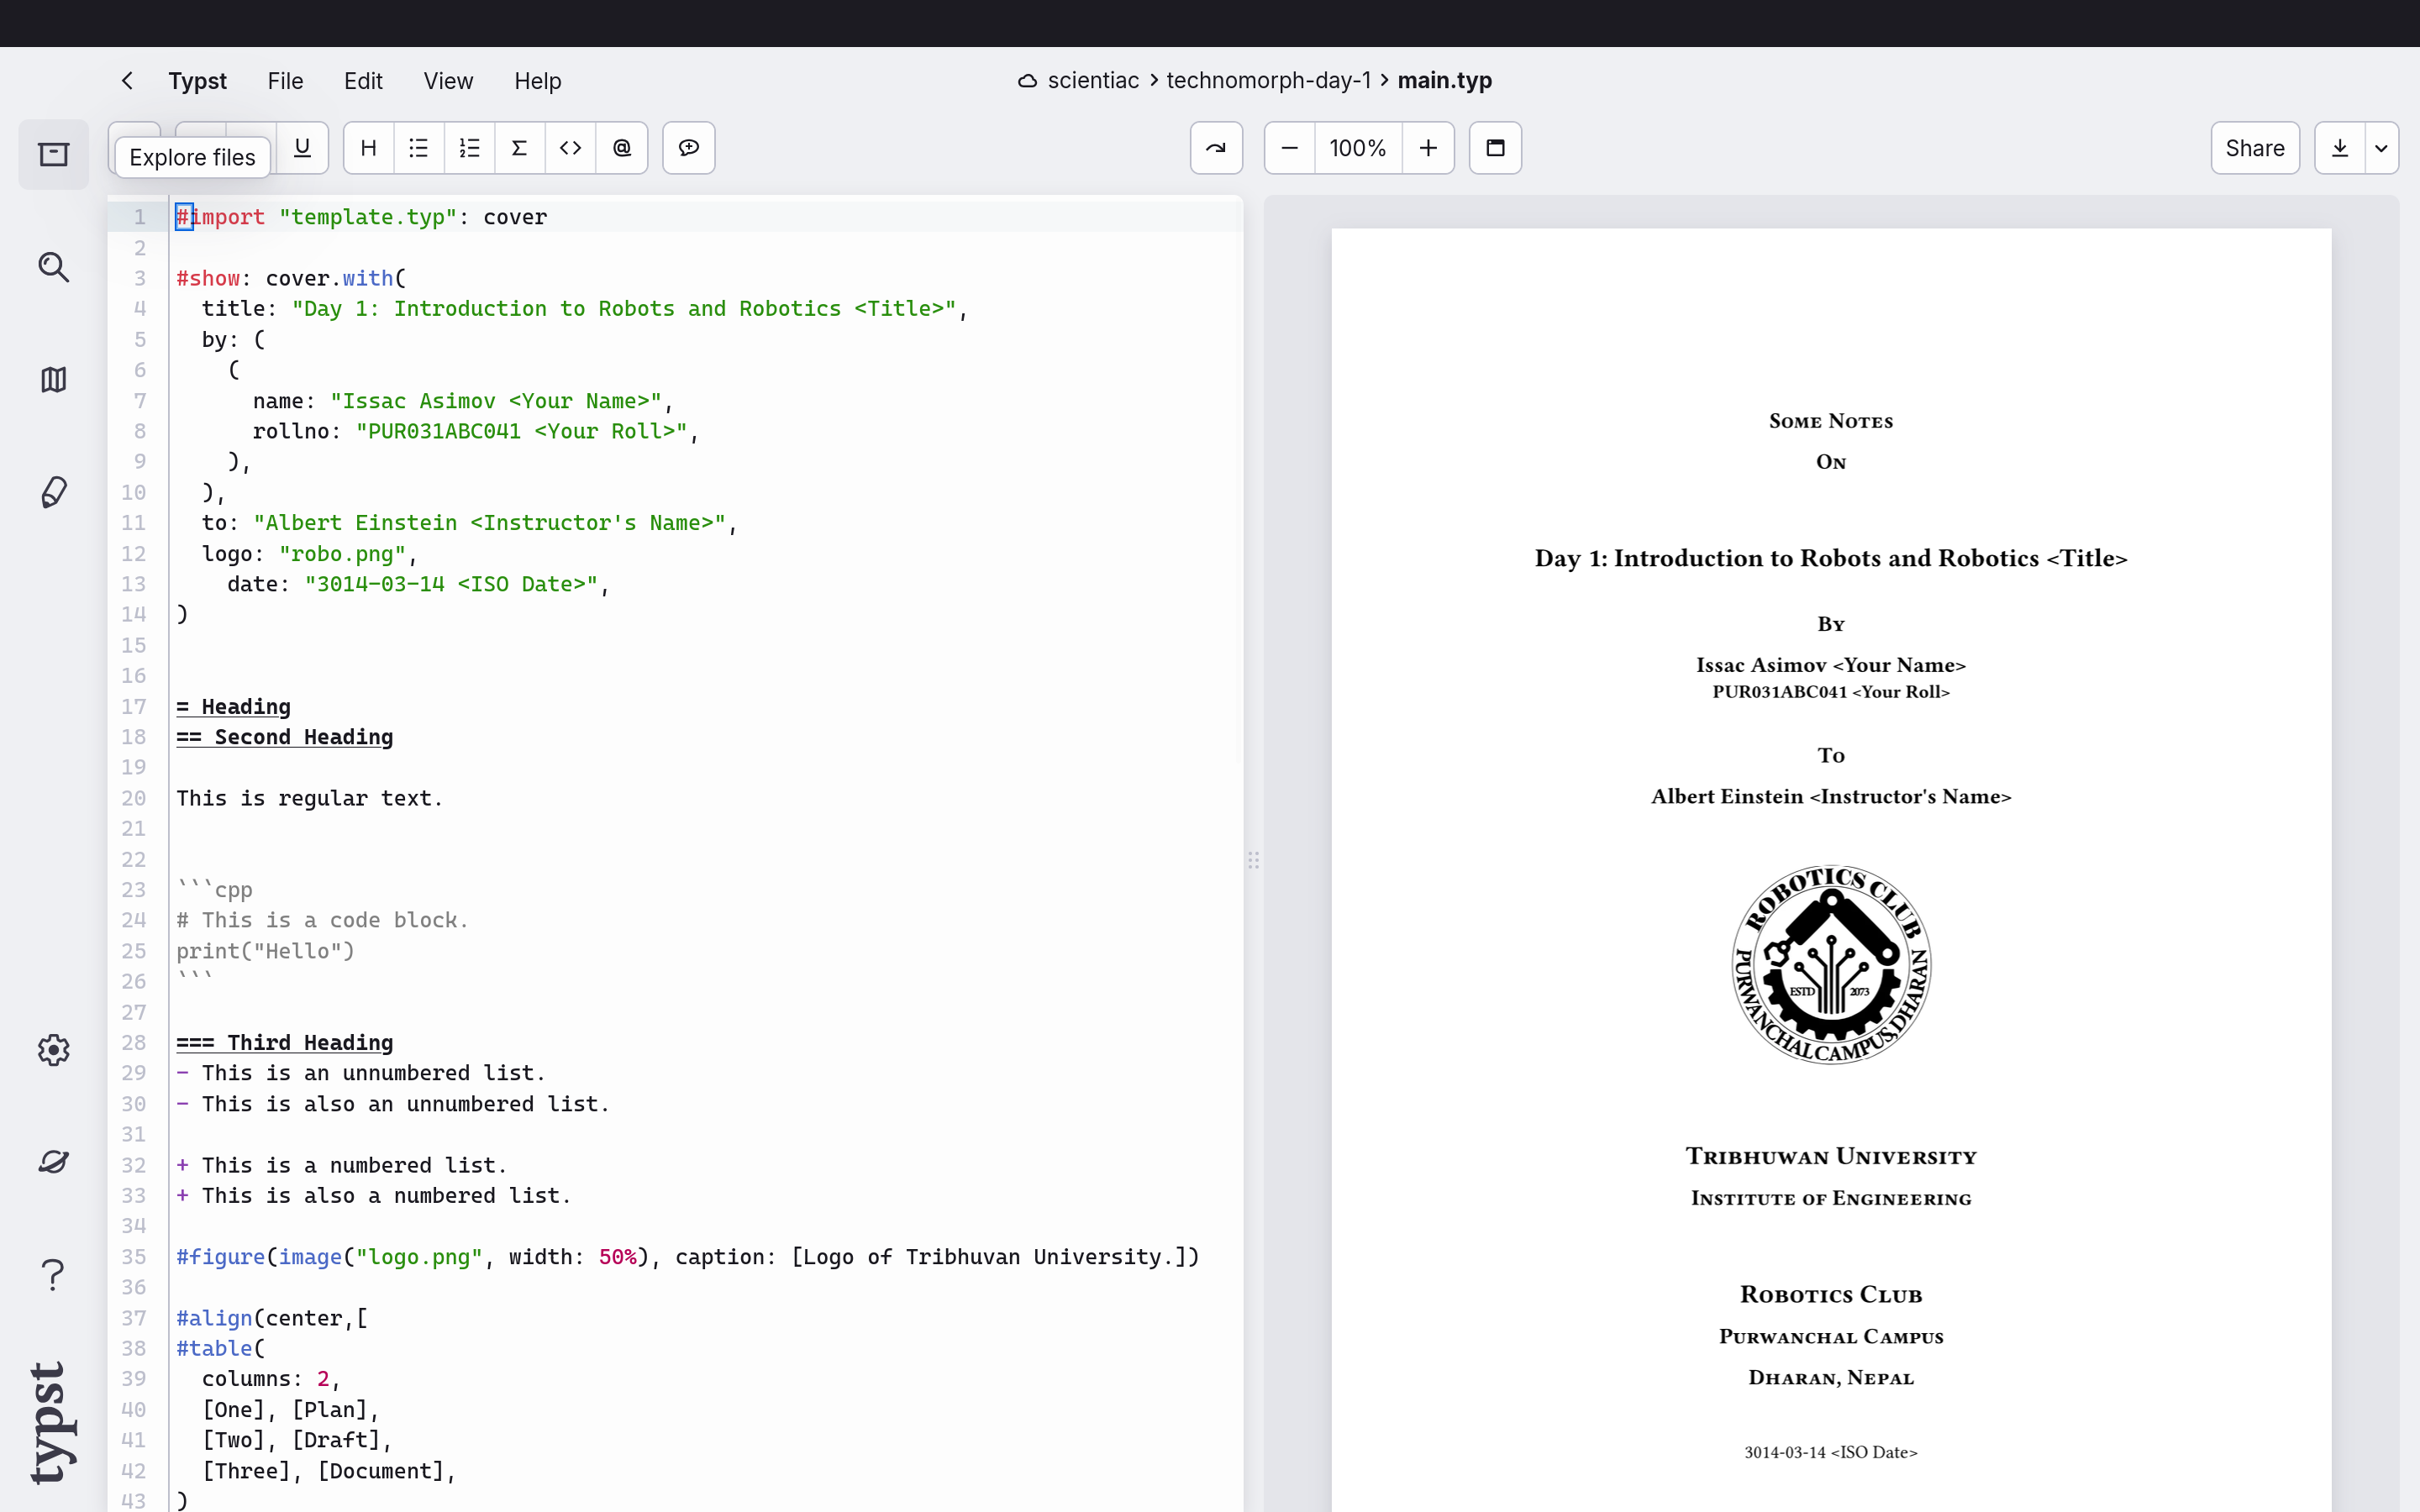 Typst File Edit View Help
scientiac > technomorph-day-1 > main.typ
Explore files
U H Σ <> @
100%
Share
1 #import "template.typ": cover
2
3 #show: cover.with(
4 title: "Day 1: Introduction to Robots and Robotics <Title>",
5 by: (
6 (
7 name: "Issac Asimov <Your Name>",
8 rollno: "PUR031ABC041 <Your Roll>",
9 ),
10 ),
11 to: "Albert Einstein <Instructor's Name>",
12 logo: "robo.png",
13 date: "3014-03-14 <ISO Date>",
14 )
15
16
17 = Heading
18 == Second Heading
19
20 This is regular text.
21
22
23 ```cpp
24 # This is a code block.
25 print("Hello")
26 ```
27
28 === Third Heading
29 - This is an unnumbered list.
30 - This is also an unnumbered list.
31
32 + This is a numbered list.
33 + This is also a numbered list.
34
35 #figure(image("logo.png", width: 50%), caption: [Logo of Tribhuvan University.])
36
37 #align(center,[
38 #table(
39 columns: 2,
40 [One], [Plan],
41 [Two], [Draft],
42 [Three], [Document],
43 )
typst
Some Notes
On
Day 1: Introduction to Robots and Robotics <Title>
By
Issac Asimov <Your Name>
PUR031ABC041 <Your Roll>
To
Albert Einstein <Instructor's Name>
ROBOTICS CLUB
ESTD 2073
PURWANCHAL CAMPUS, DHARAN
Tribhuwan University
Institute of Engineering
Robotics Club
Purwanchal Campus
Dharan, Nepal
3014-03-14 <ISO Date>